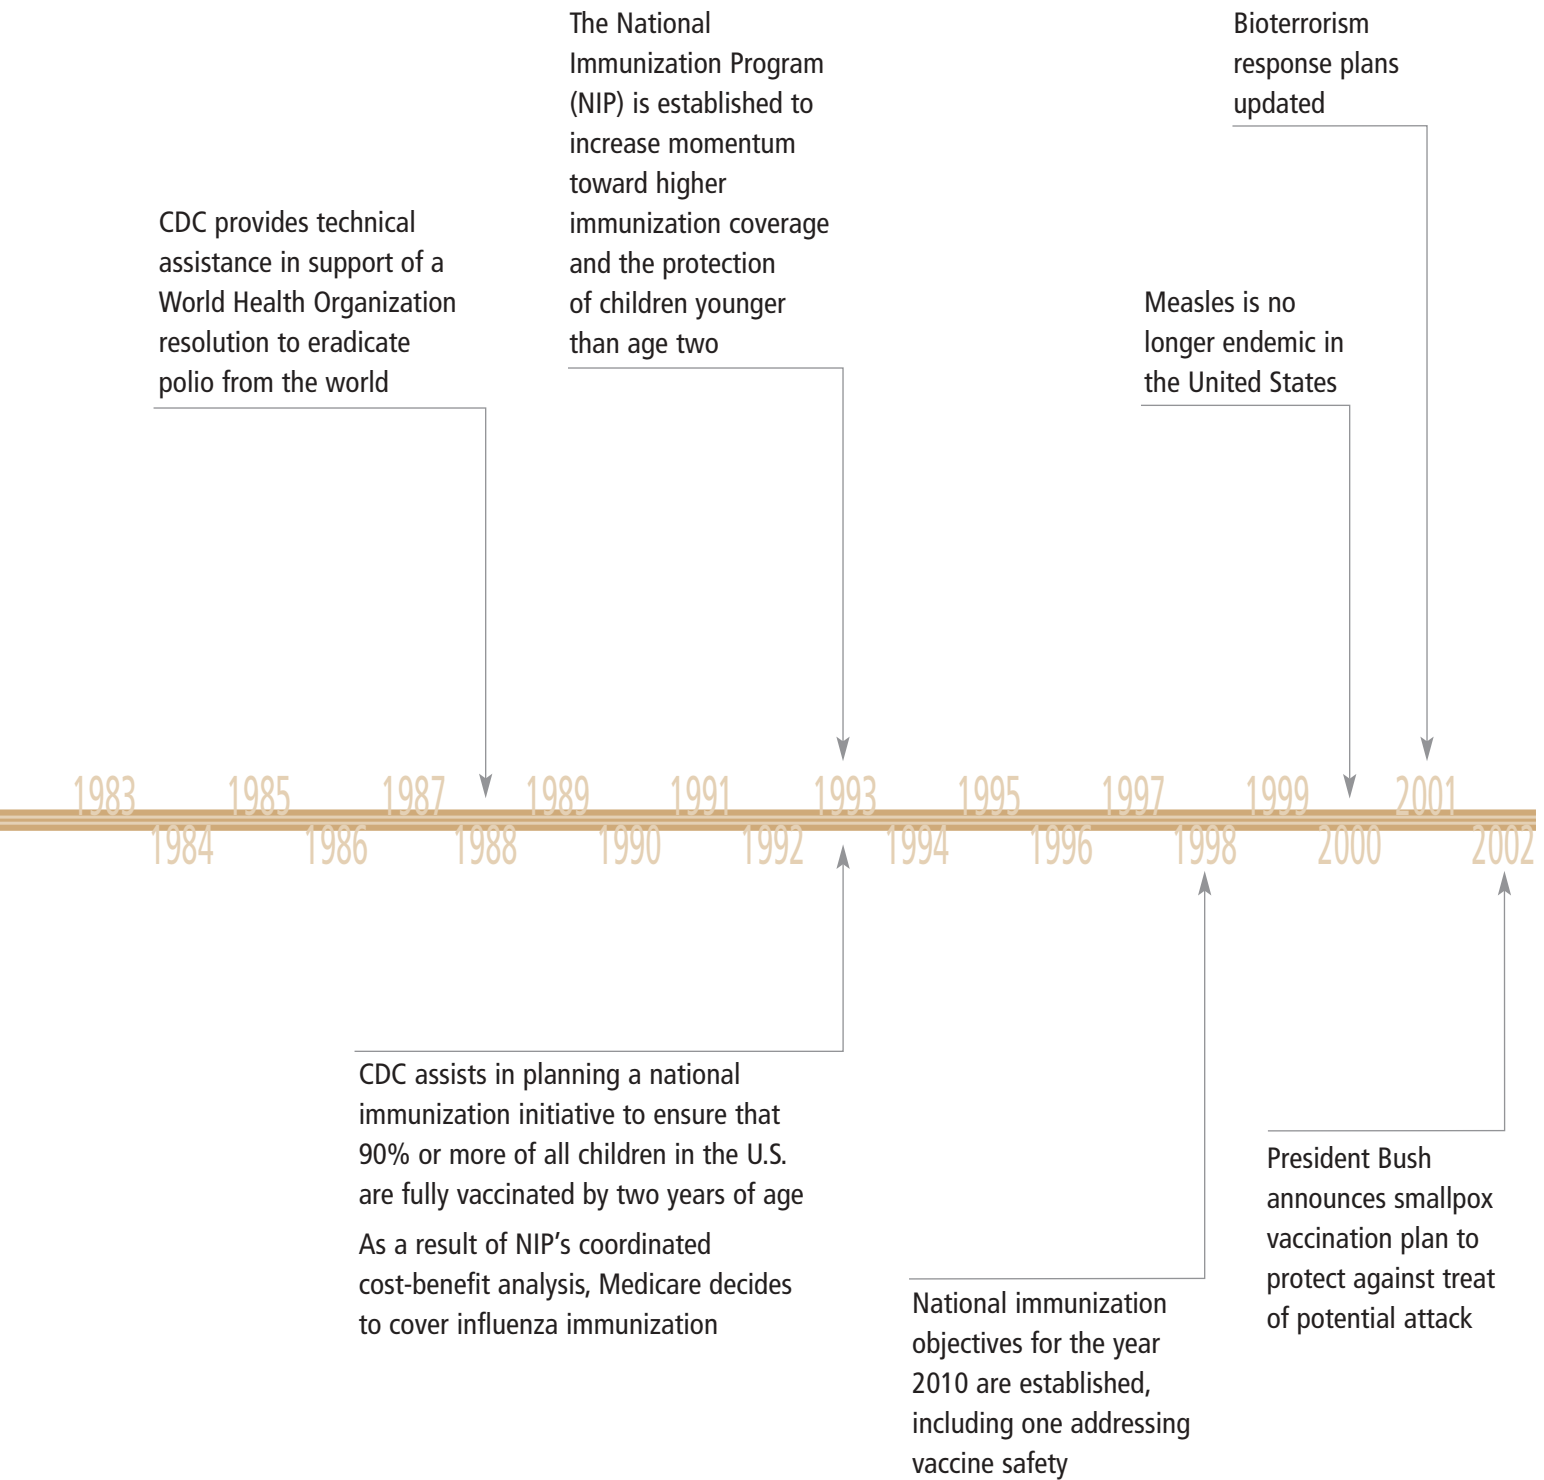 The National
Immunization Program
(NIP) is established to
increase momentum
toward higher
immunization coverage
and the protection
of children younger
than age two
Bioterrorism
response plans
updated
CDC provides technical
assistance in support of a
World Health Organization
resolution to eradicate
polio from the world
Measles is no
longer endemic in
the United States
1983 1985 1987 1989 1991 1993 1995 1997 1999 2001
1984 1986 1988 1990 1992 1994 1996 1998 2000 2002
CDC assists in planning a national
immunization initiative to ensure that
90% or more of all children in the U.S.
are fully vaccinated by two years of age
As a result of NIP’s coordinated
cost-benefit analysis, Medicare decides
to cover influenza immunization
National immunization
objectives for the year
2010 are established,
including one addressing
vaccine safety
President Bush
announces smallpox
vaccination plan to
protect against treat
of potential attack